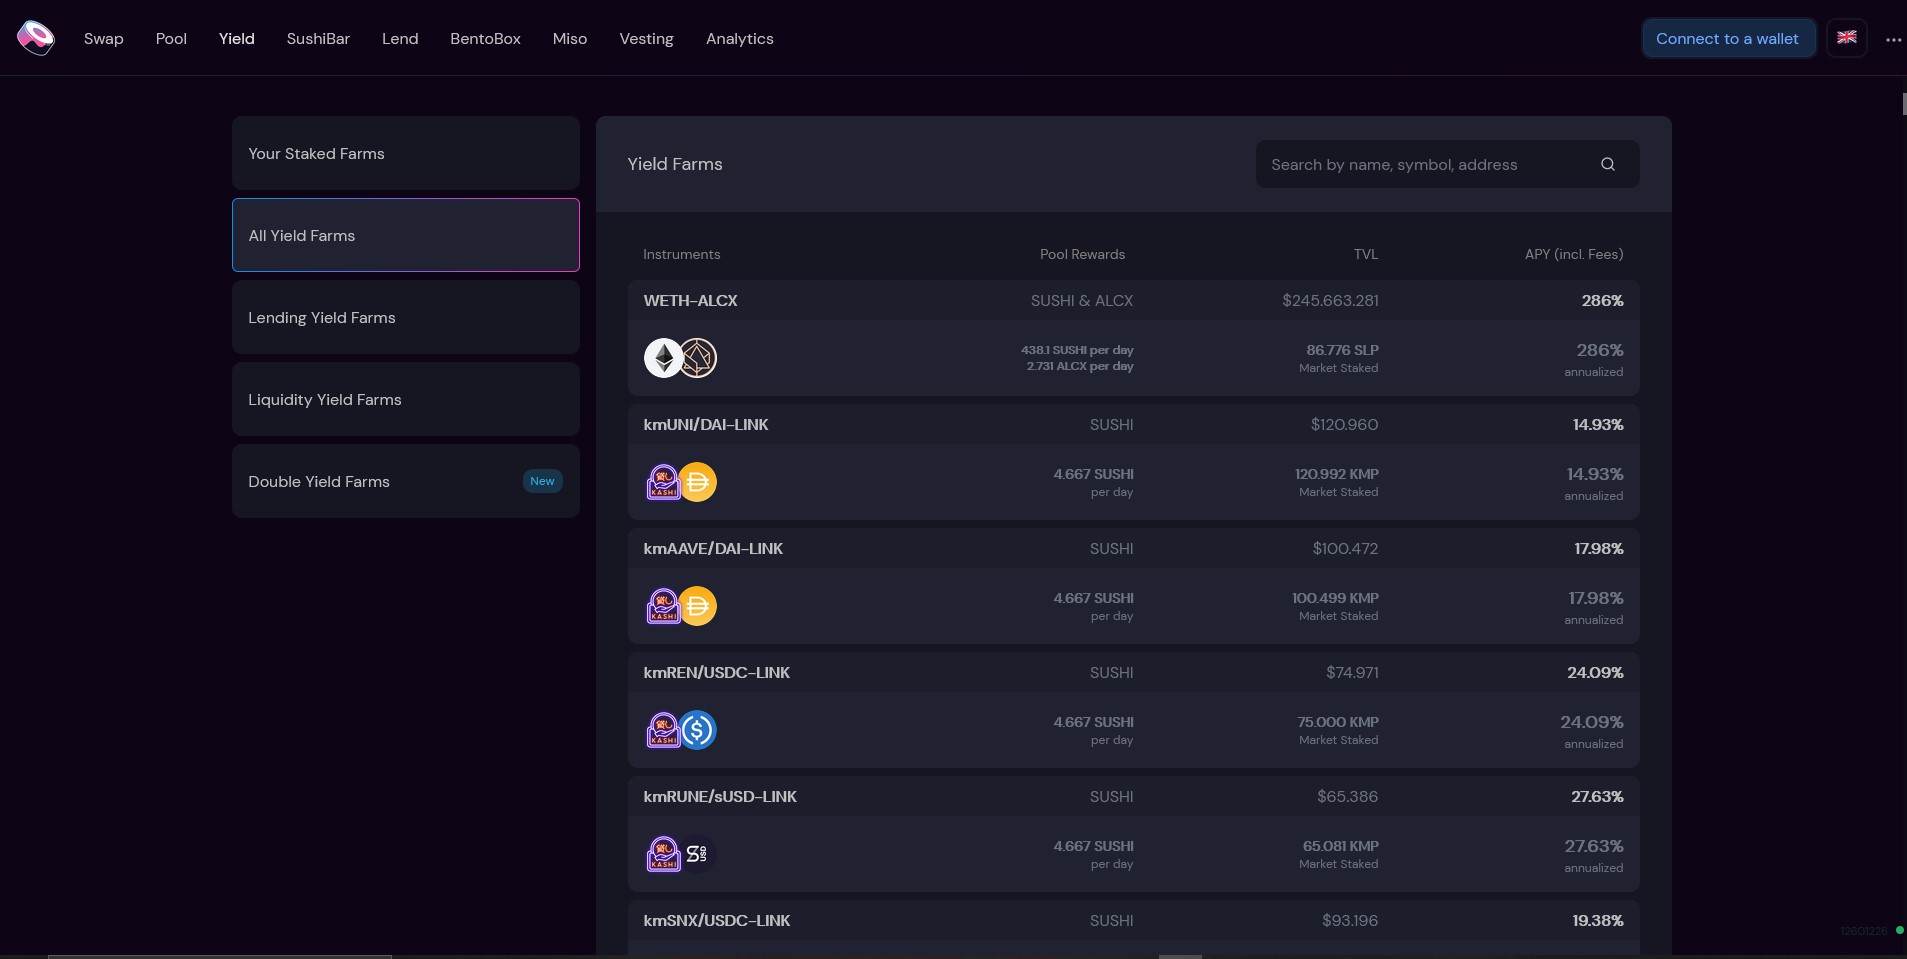 Swap Pool Yield SushiBar Lend BentoBox Miso Vesting Analytics Connect to a wallet ...
Your Staked Farms
All Yield Farms
Lending Yield Farms
Liquidity Yield Farms
Double Yield Farms New
Yield Farms Search by name, symbol, address
Instruments Pool Rewards TVL APY (incl. Fees)
WETH-ALCX SUSHI & ALCX $245.663.281 286%
438.1 SUSHI per day 86.776 SLP 286%
2.731 ALCX per day Market Staked annualized
kmUNI/DAI-LINK SUSHI $120.960 14.93%
KASHI 4.667 SUSHI 120.992 KMP 14.93%
per day Market Staked annualized
kmAAVE/DAI-LINK SUSHI $100.472 17.98%
KASHI 4.667 SUSHI 100.499 KMP 17.98%
per day Market Staked annualized
kmREN/USDC-LINK SUSHI $74.971 24.09%
KASHI $ 4.667 SUSHI 75.000 KMP 24.09%
per day Market Staked annualized
kmRUNE/sUSD-LINK SUSHI $65.386 27.63%
KASHI S USD 4.667 SUSHI 65.081 KMP 27.63%
per day Market Staked annualized
kmSNX/USDC-LINK SUSHI $93.196 19.38%
12601226